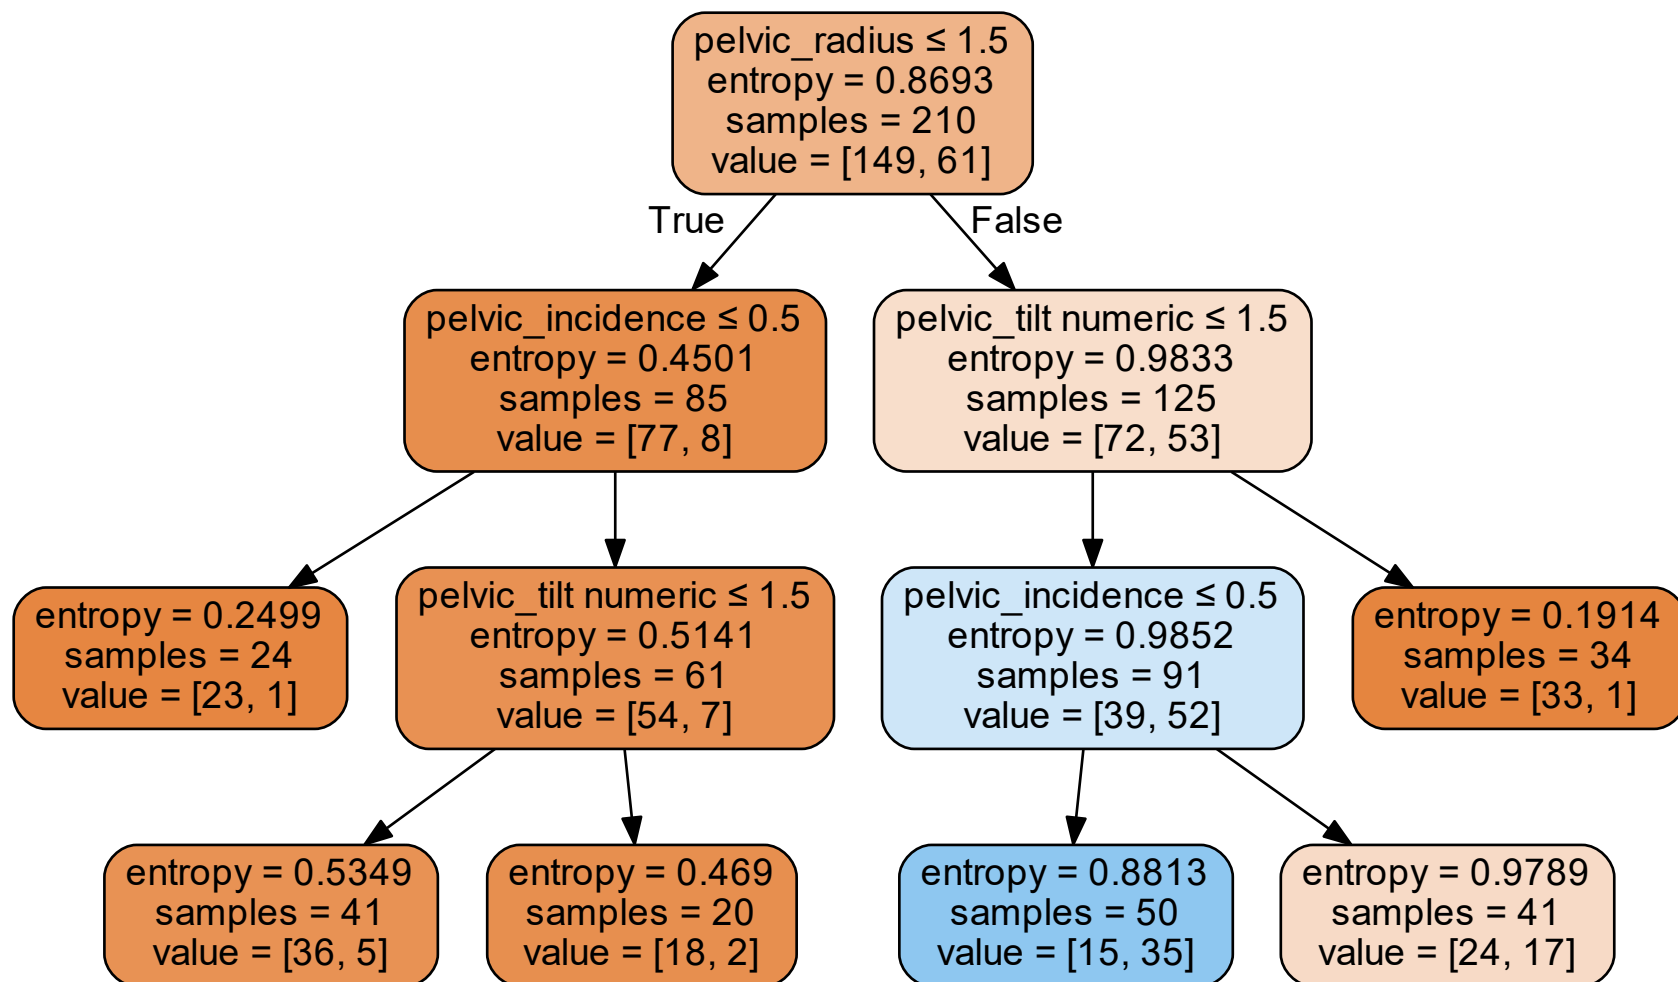 pelvic_radius ≤ 1.5
entropy = 0.8693
samples = 210
value = [149, 61]
True
False
pelvic_incidence ≤ 0.5
entropy = 0.4501
samples = 85
value = [77, 8]
pelvic_tilt numeric ≤ 1.5
entropy = 0.9833
samples = 125
value = [72, 53]
entropy = 0.2499
samples = 24
value = [23, 1]
pelvic_tilt numeric ≤ 1.5
entropy = 0.5141
samples = 61
value = [54, 7]
pelvic_incidence ≤ 0.5
entropy = 0.9852
samples = 91
value = [39, 52]
entropy = 0.1914
samples = 34
value = [33, 1]
entropy = 0.5349
samples = 41
value = [36, 5]
entropy = 0.469
samples = 20
value = [18, 2]
entropy = 0.8813
samples = 50
value = [15, 35]
entropy = 0.9789
samples = 41
value = [24, 17]